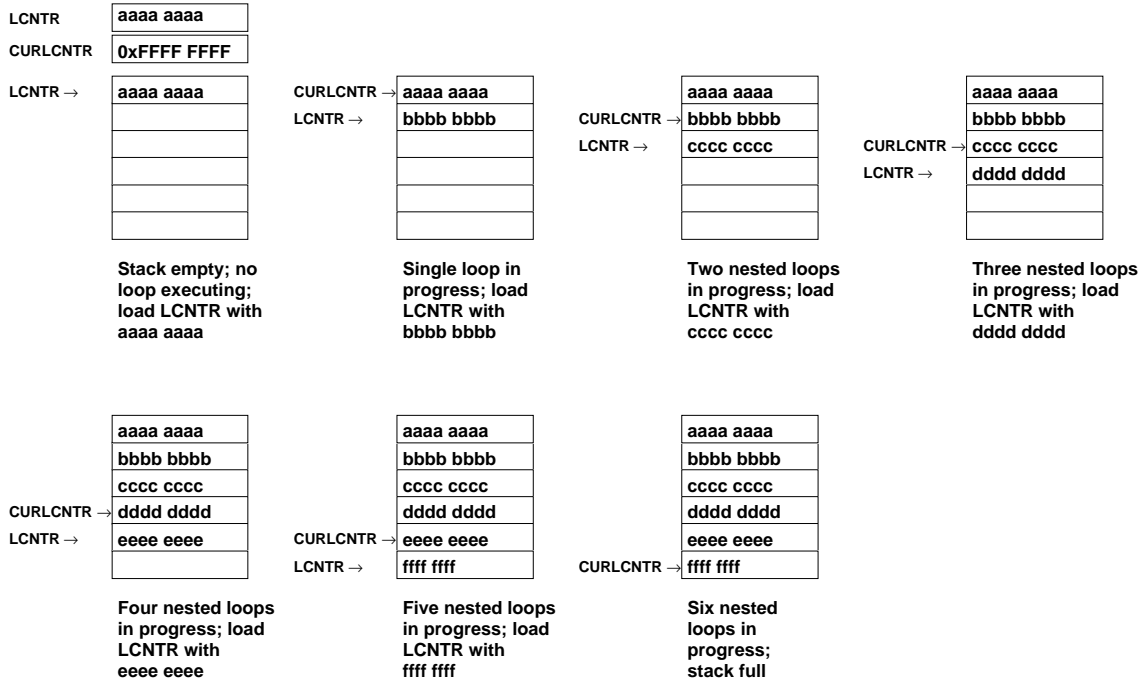 LCNTR aaaa aaaa
CURLCNTR 0xFFFF FFFF
LCNTR → aaaa aaaa
Stack empty; no
loop executing;
load LCNTR with
aaaa aaaa
CURLCNTR → aaaa aaaa
LCNTR → bbbb bbbb
Single loop in
progress; load
LCNTR with
bbbb bbbb
aaaa aaaa
CURLCNTR → bbbb bbbb
LCNTR → cccc cccc
Two nested loops
in progress; load
LCNTR with
cccc cccc
aaaa aaaa
bbbb bbbb
CURLCNTR → cccc cccc
LCNTR → dddd dddd
Three nested loops
in progress; load
LCNTR with
dddd dddd
aaaa aaaa
bbbb bbbb
cccc cccc
CURLCNTR → dddd dddd
LCNTR → eeee eeee
Four nested loops
in progress; load
LCNTR with
eeee eeee
aaaa aaaa
bbbb bbbb
cccc cccc
dddd dddd
CURLCNTR → eeee eeee
LCNTR → ffff ffff
Five nested loops
in progress; load
LCNTR with
ffff ffff
aaaa aaaa
bbbb bbbb
cccc cccc
dddd dddd
eeee eeee
CURLCNTR → ffff ffff
Six nested
loops in
progress;
stack full